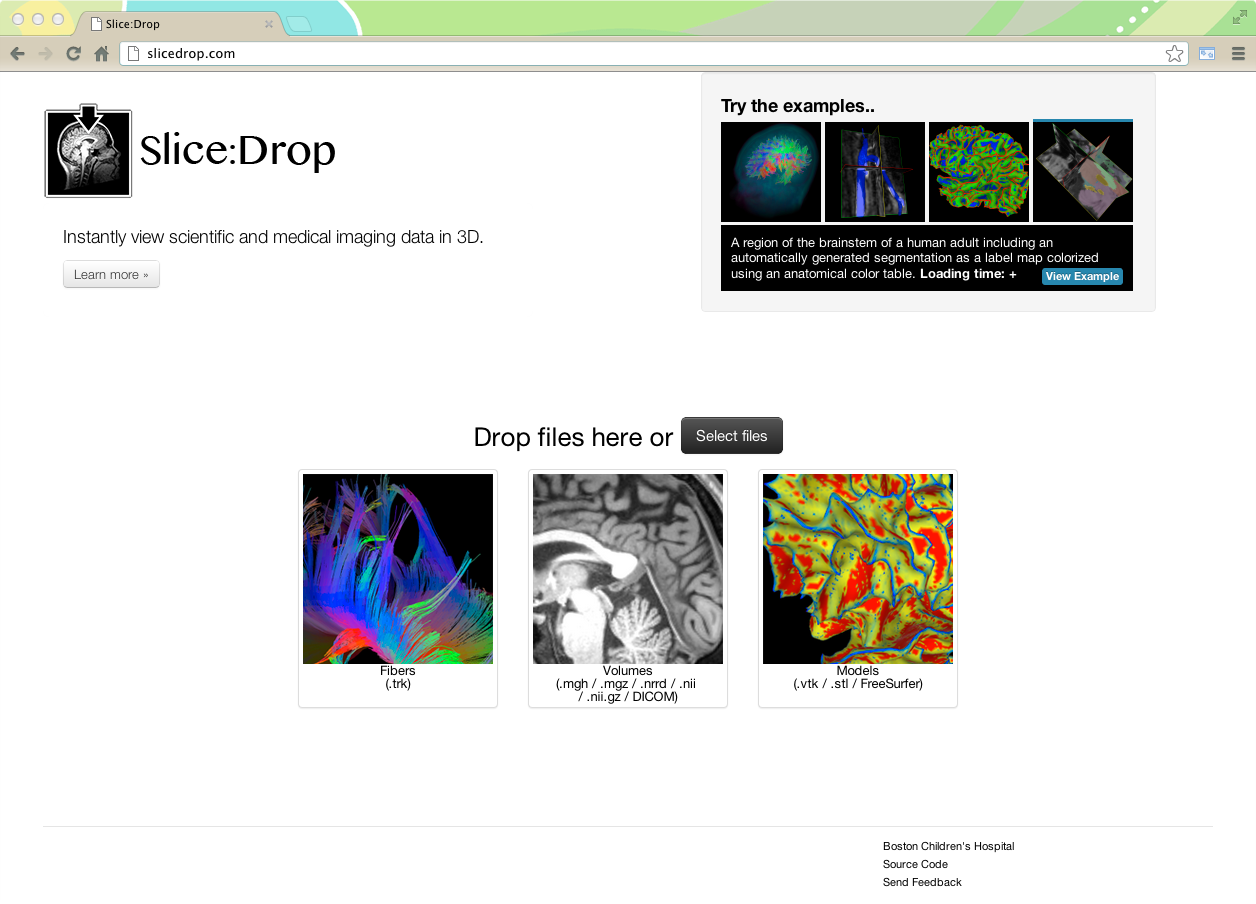 Slice:Drop
slicedrop.com
Slice:Drop
Instantly view scientific and medical imaging data in 3D.
Learn more »
Try the examples..
A region of the brainstem of a human adult including an
automatically generated segmentation as a label map colorized
using an anatomical color table. Loading time: +
View Example
Drop files here or Select files
Fibers
(.trk)
Volumes
(.mgh / .mgz / .nrrd / .nii
/ .nii.gz / DICOM)
Models
(.vtk / .stl / FreeSurfer)
Boston Children's Hospital
Source Code
Send Feedback